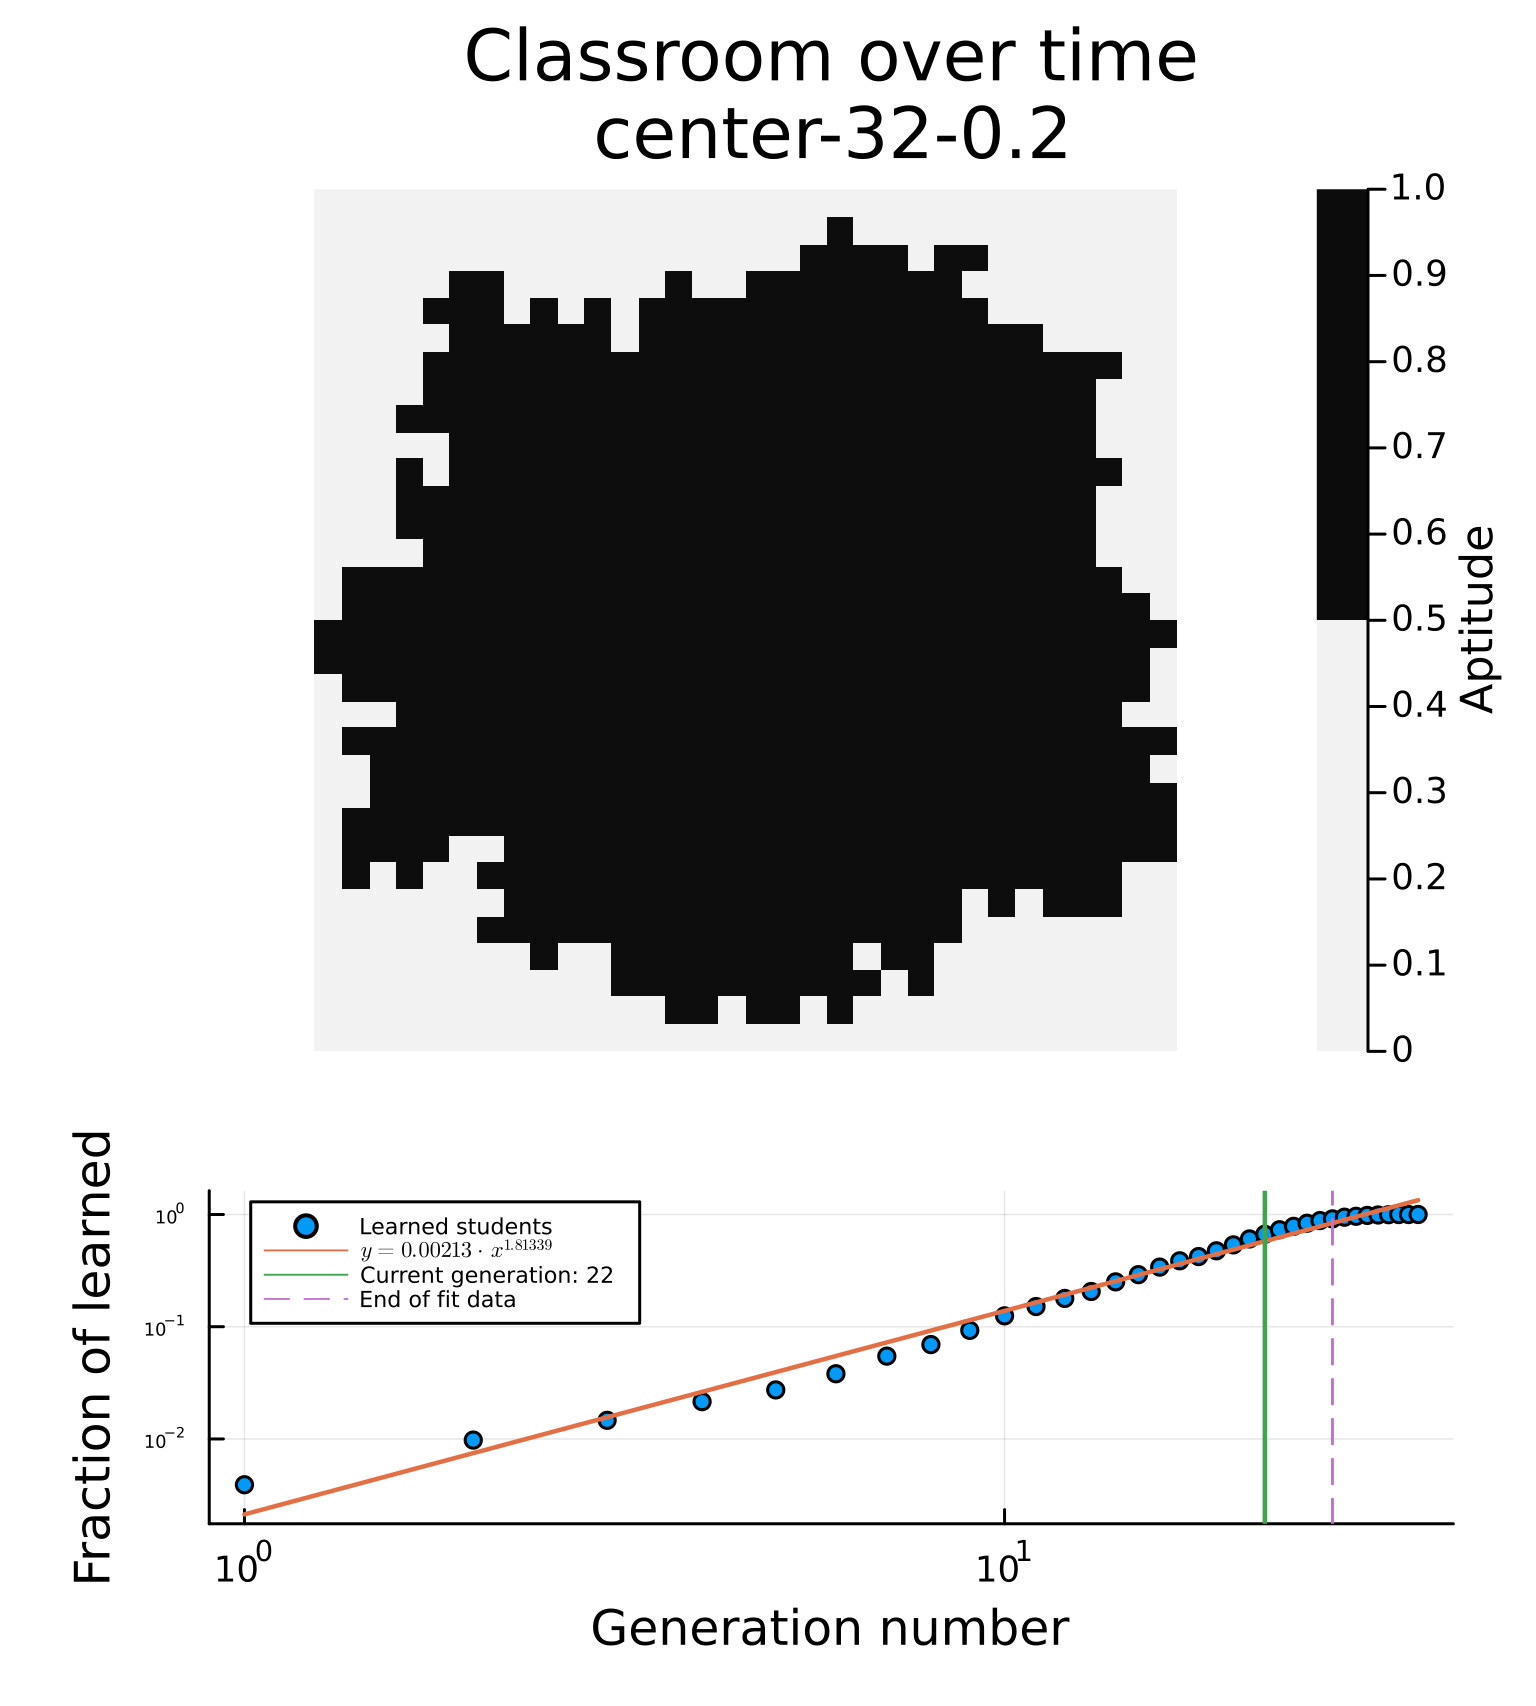 Classroom over time
center-32-0.2
1.0
0.9
0.8
0.7
0.6
0.5
0.4
0.3
0.2
0.1
0
Aptitude
Fraction of learned
10⁰
10⁻¹
10⁻²
Learned students
y = 0.00213 · x^1.81339
Current generation: 22
End of fit data
10⁰
10¹
Generation number